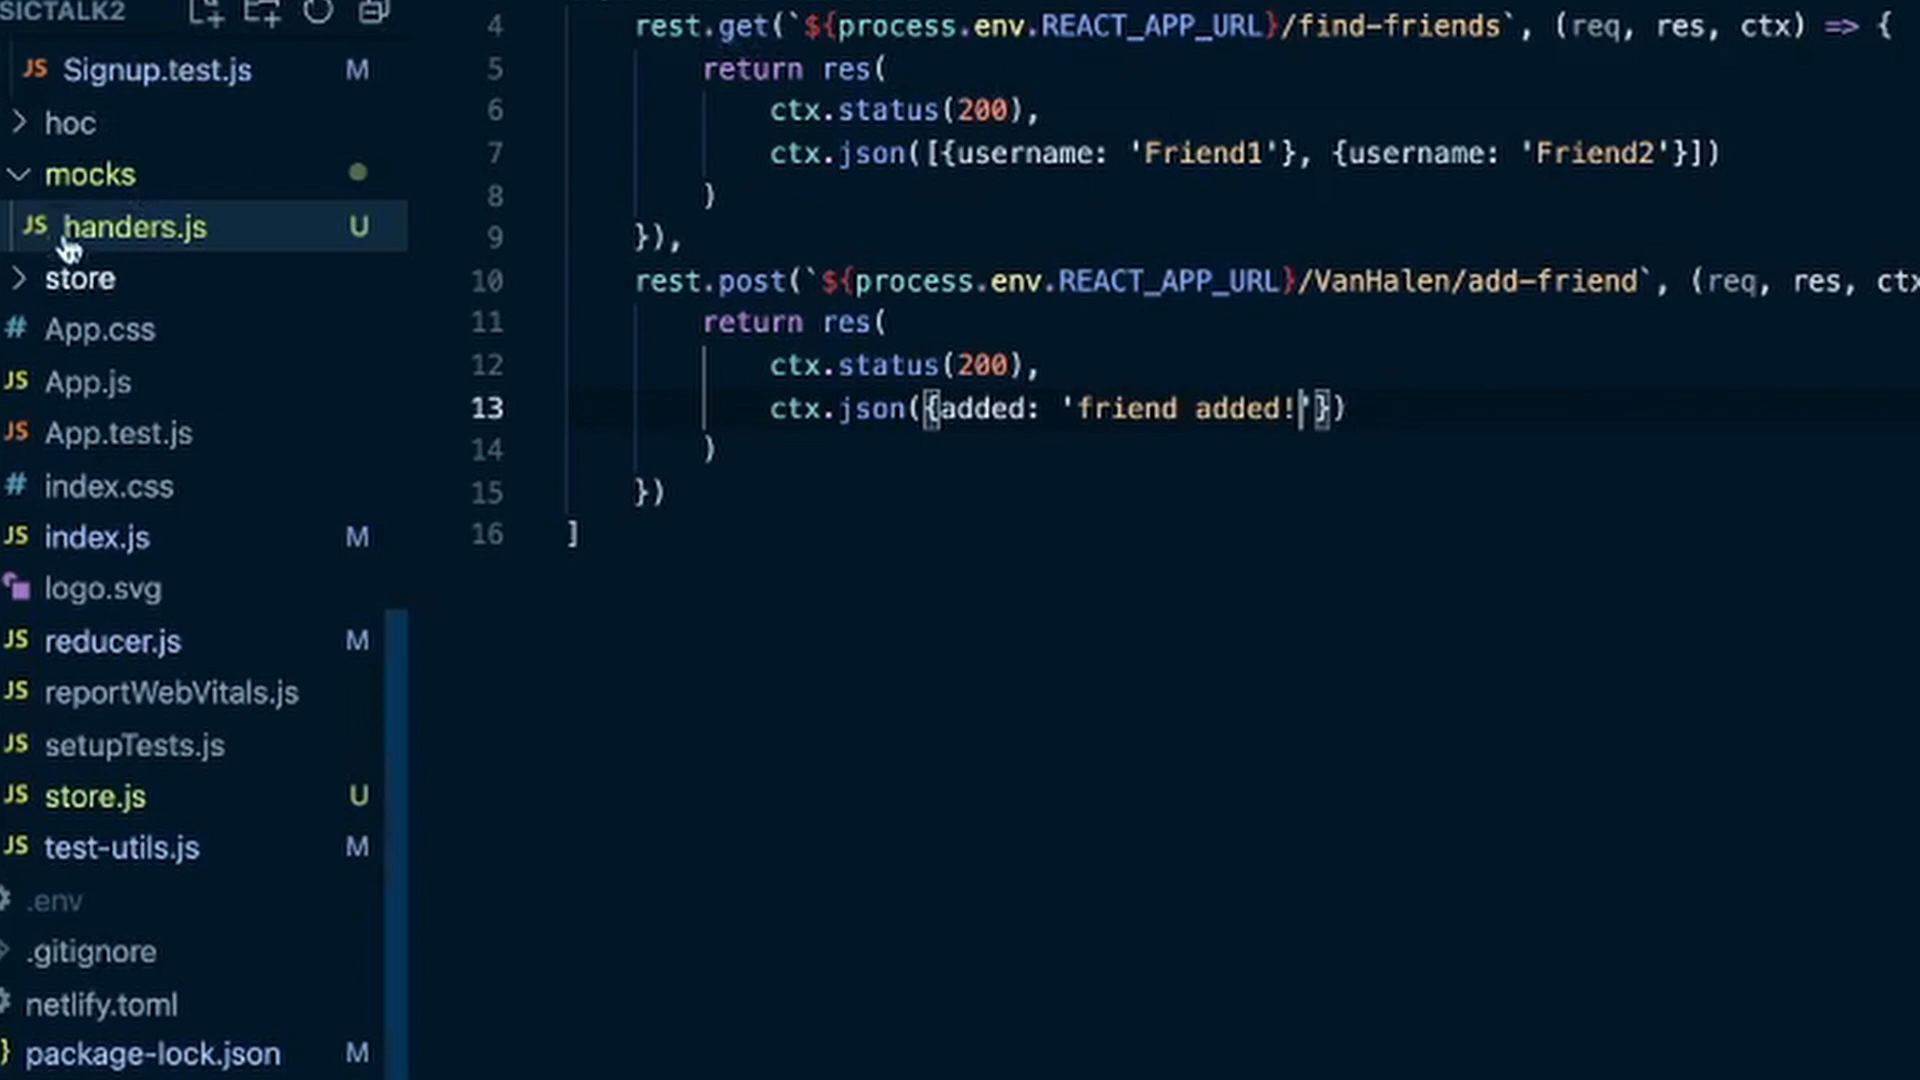 SICTALK2
JS Signup.test.js M
hoc
mocks
JS handers.js U
store
# App.css
JS App.js
JS App.test.js
# index.css
JS index.js M
logo.svg
JS reducer.js M
JS reportWebVitals.js
JS setupTests.js
JS store.js U
JS test-utils.js M
.env
.gitignore
netlify.toml
} package-lock.json M
4 rest.get(`${process.env.REACT_APP_URL}/find-friends`, (req, res, ctx) => {
5 return res(
6 ctx.status(200),
7 ctx.json([{username: 'Friend1'}, {username: 'Friend2'}])
8 )
9 }),
10 rest.post(`${process.env.REACT_APP_URL}/VanHalen/add-friend`, (req, res, ctx
11 return res(
12 ctx.status(200),
13 ctx.json({added: 'friend added!'})
14 )
15 })
16 ]